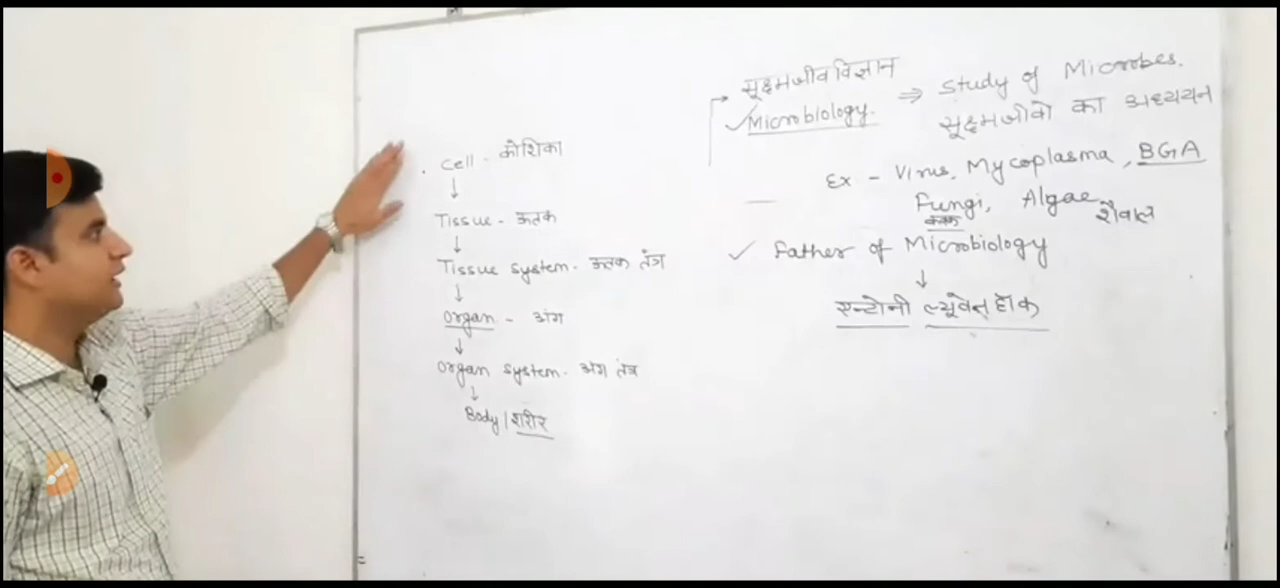 . Cell - कोशिका
↓
Tissue - ऊतक
↓
Tissue system - ऊतक तंत्र
↓
Organ - अंग
↓
Organ system - अंग तंत्र
↓
Body / शरीर
सूक्ष्मजीव विज्ञान
✓ Microbiology. ⇒ Study of Microbes.
सूक्ष्मजीवो का अध्ययन
Ex - Virus, Mycoplasma, BGA
Fungi, Algae
कवक शैवाल
✓ Father of Microbiology
↓
एन्टोनी ल्यूवेन हॉक